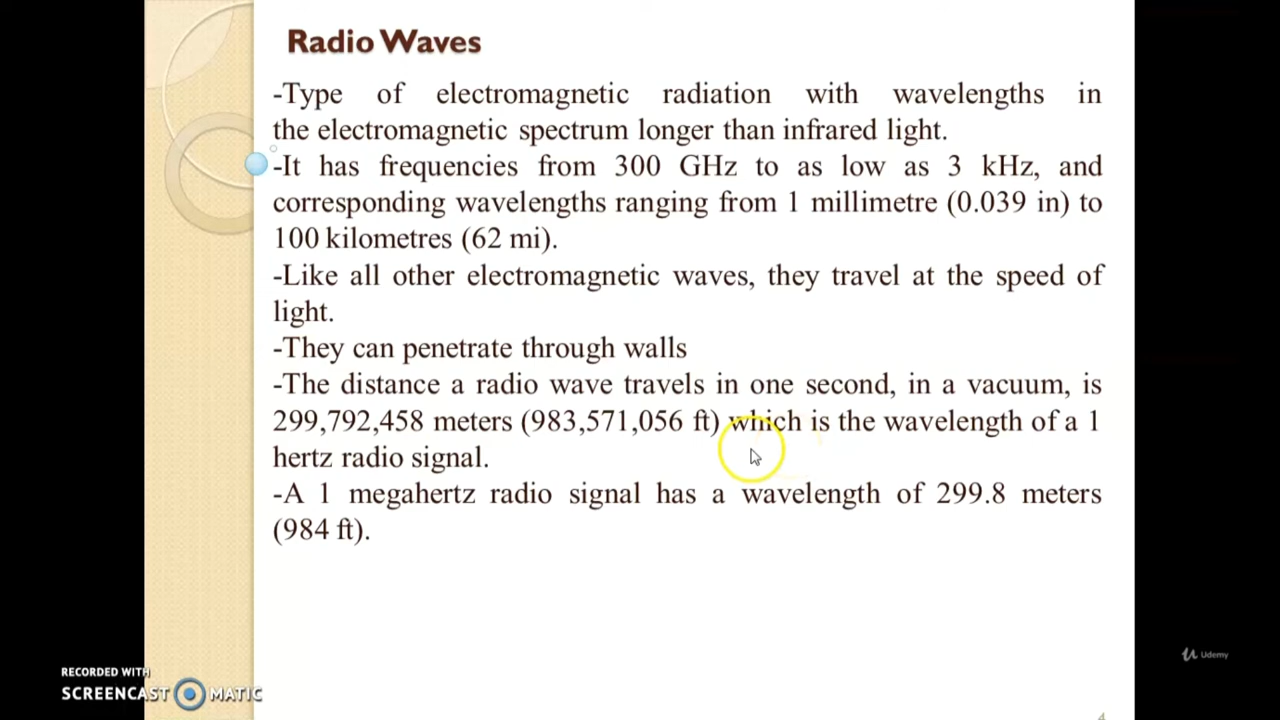 Radio Waves
-Type of electromagnetic radiation with wavelengths in
the electromagnetic spectrum longer than infrared light.
-It has frequencies from 300 GHz to as low as 3 kHz, and
corresponding wavelengths ranging from 1 millimetre (0.039 in) to
100 kilometres (62 mi).
-Like all other electromagnetic waves, they travel at the speed of
light.
-They can penetrate through walls
-The distance a radio wave travels in one second, in a vacuum, is
299,792,458 meters (983,571,056 ft) which is the wavelength of a 1
hertz radio signal.
-A 1 megahertz radio signal has a wavelength of 299.8 meters
(984 ft).
Udemy
RECORDED WITH
SCREENCAST MATIC
4